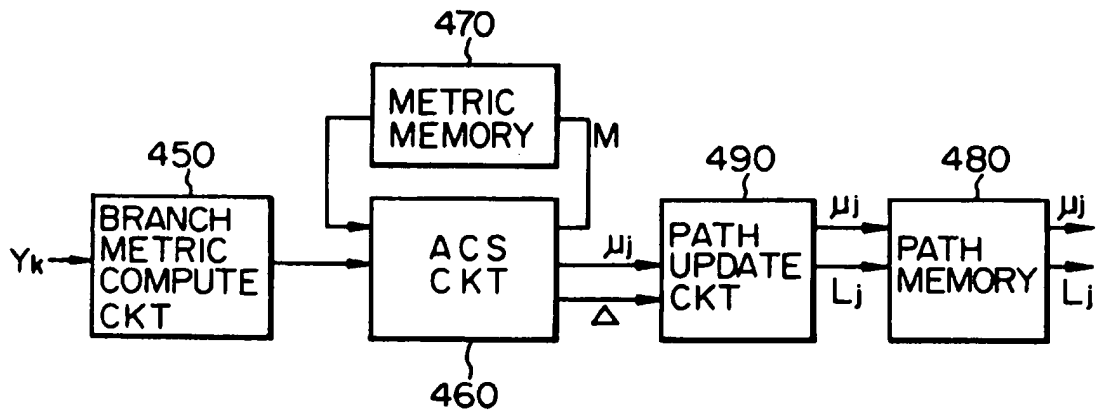 470
METRIC
MEMORY
M
450
490
480
Yk
BRANCH
METRIC
COMPUTE
CKT
ACS
CKT
μj
Δ
PATH
UPDATE
CKT
μj
Lj
PATH
MEMORY
μj
Lj
460